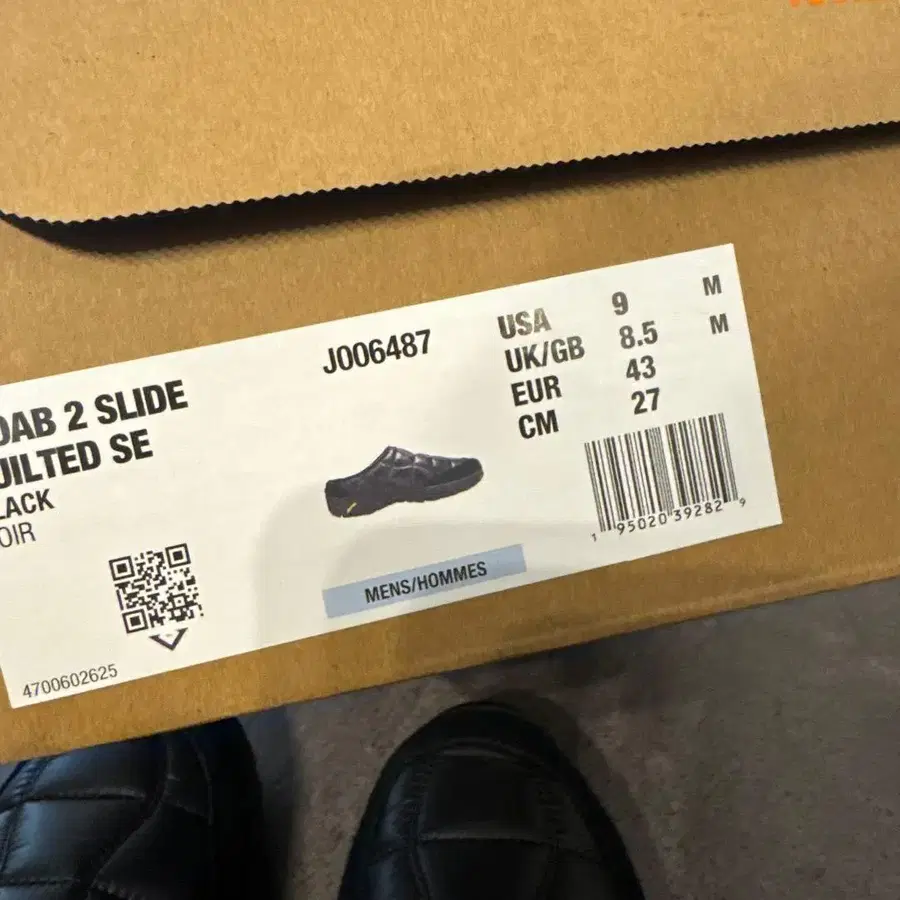 J006487
OAB 2 SLIDE
UILTED SE
LACK
OIR
USA 9 M
UK/GB 8.5 M
EUR 43
CM 27
1 95020 39282 9
MENS/HOMMES
4700602625